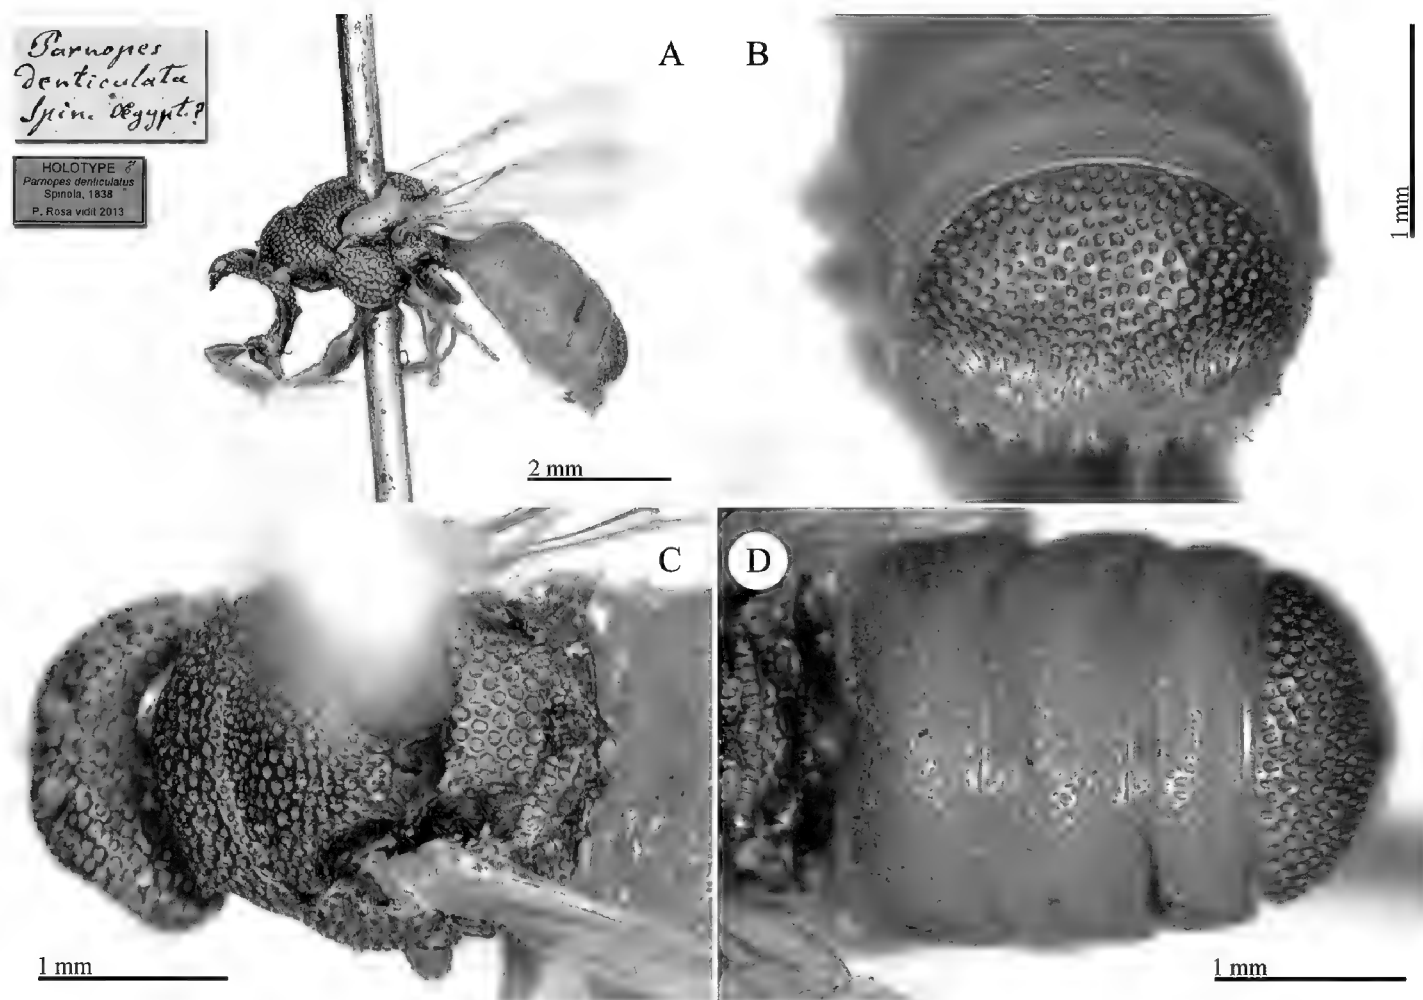 Parnopes
denticulata
Spin. Ægypt.?
HOLOTYPE ♂
Parnopes denticulatus
Spinola, 1838
P. Rosa vidit 2013
A
B
1 mm
2 mm
C
D
1 mm
1 mm